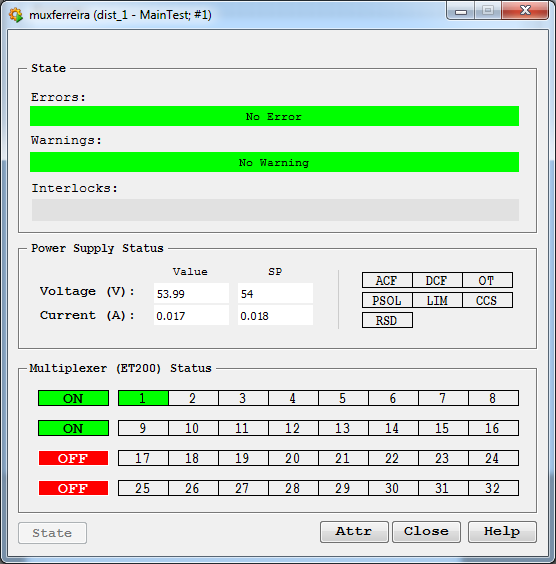 muxferreira (dist_1 - MainTest; #1)
State
Errors:
No Error
Warnings:
No Warning
Interlocks:
Power Supply Status
Value SP
Voltage (V): 53.99 54
Current (A): 0.017 0.018
ACF DCF OT
PSOL LIM CCS
RSD
Multiplexer (ET200) Status
ON 1 2 3 4 5 6 7 8
ON 9 10 11 12 13 14 15 16
OFF 17 18 19 20 21 22 23 24
OFF 25 26 27 28 29 30 31 32
State Attr Close Help